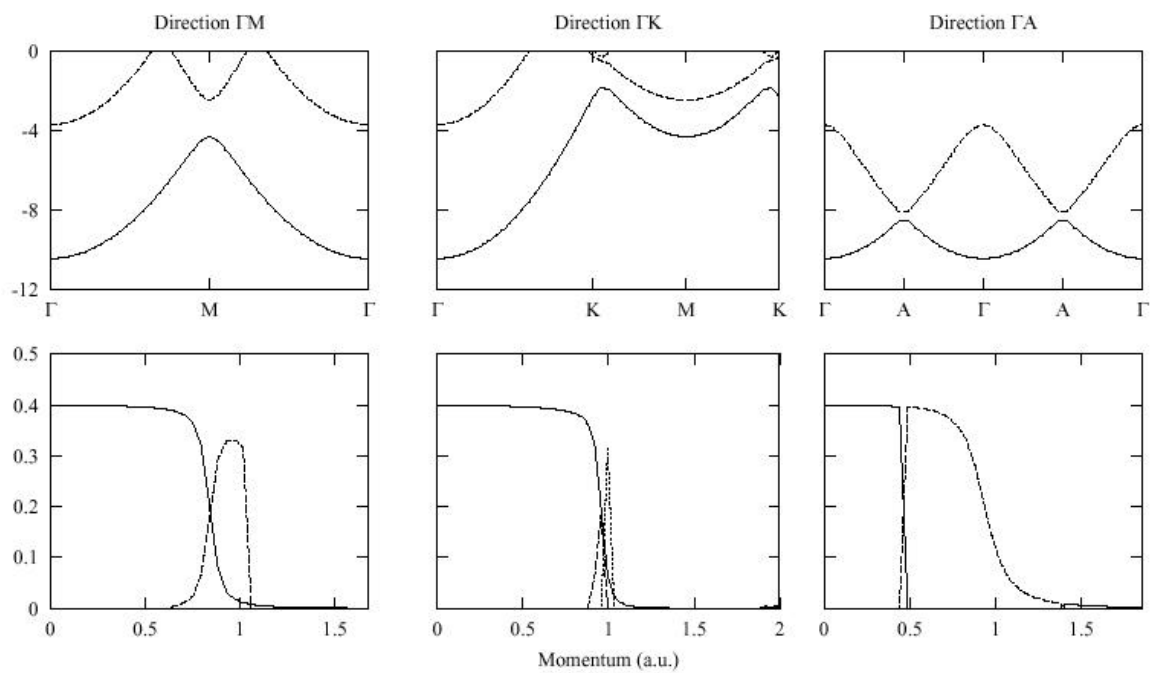 Direction ΓM
Direction ΓK
Direction ΓA
0
-4
-8
-12
Γ M Γ
Γ K M K
Γ A Γ A Γ
0.5
0.4
0.3
0.2
0.1
0
0 0.5 1 1.5
0 0.5 1 1.5 2
0 0.5 1 1.5
Momentum (a.u.)